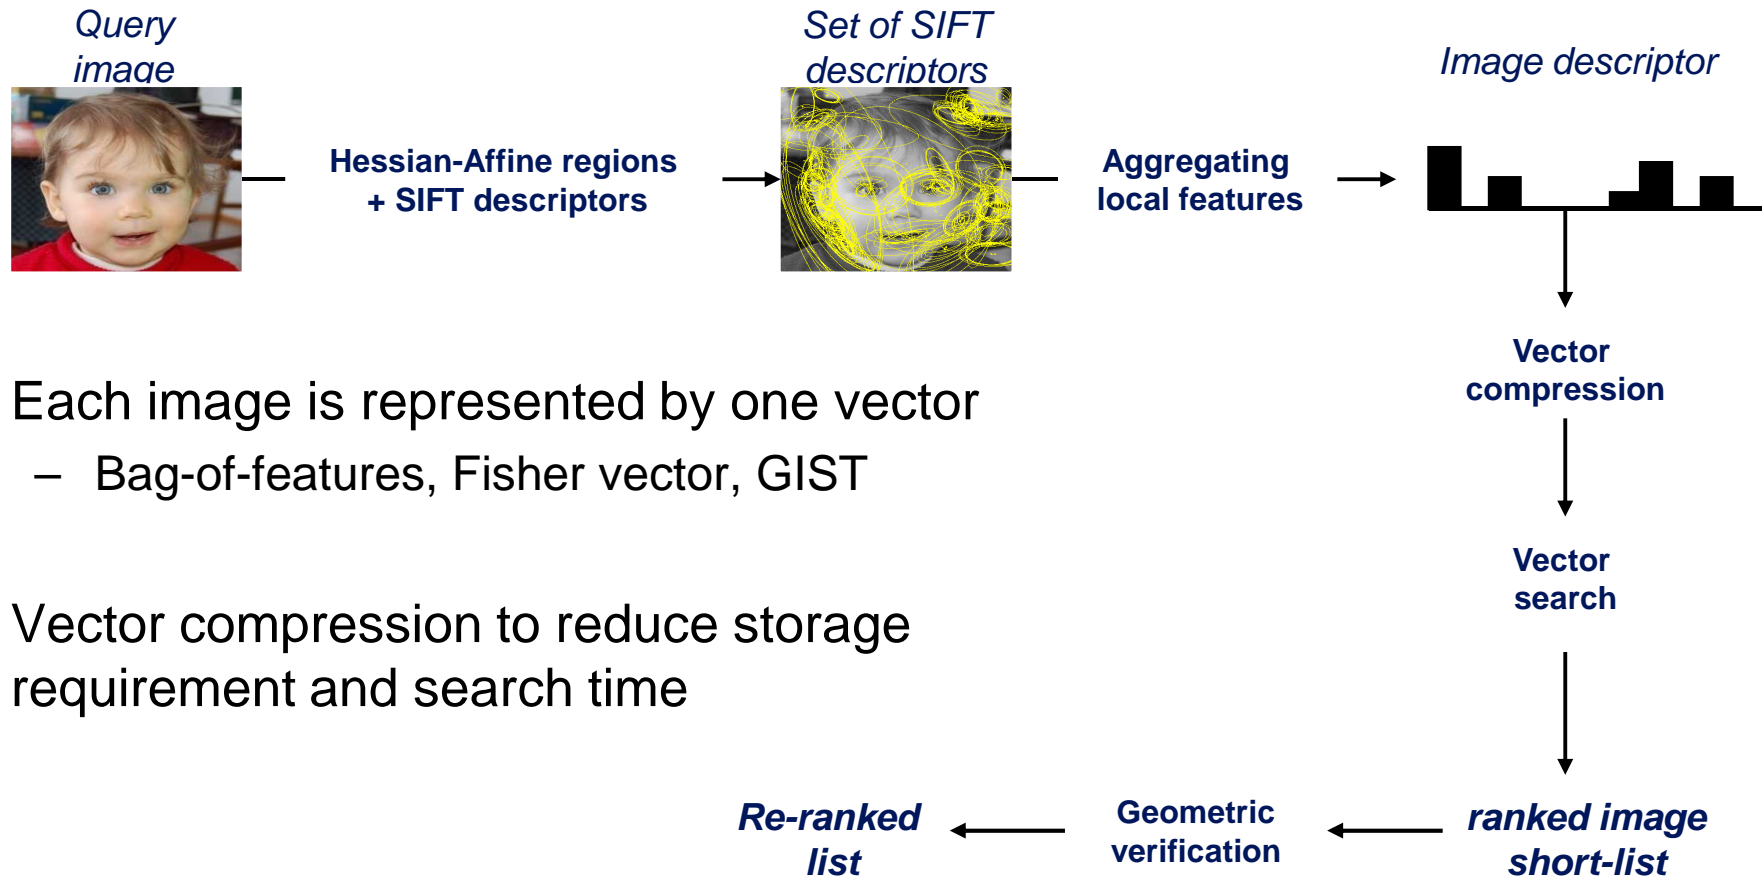 Query
image
Set of SIFT
descriptors
Image descriptor
Hessian-Affine regions
+ SIFT descriptors
Aggregating
local features
Vector
compression
Each image is represented by one vector
– Bag-of-features, Fisher vector, GIST
Vector
search
Vector compression to reduce storage
requirement and search time
Re-ranked
list
Geometric
verification
ranked image
short-list